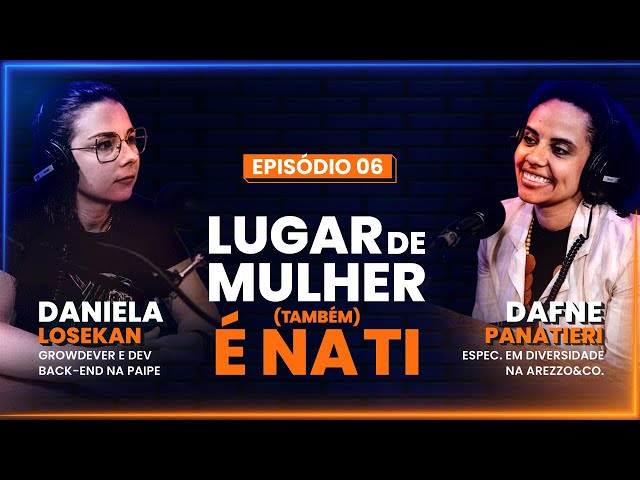 EPISÓDIO 06
LUGAR DE
MULHER
(TAMBÉM)
É NA TI
DANIELA
LOSEKAN
GROWDEVER E DEV
BACK-END NA PAIPE
DAFNE
PANATIERI
ESPEC. EM DIVERSIDADE
NA AREZZO&CO.